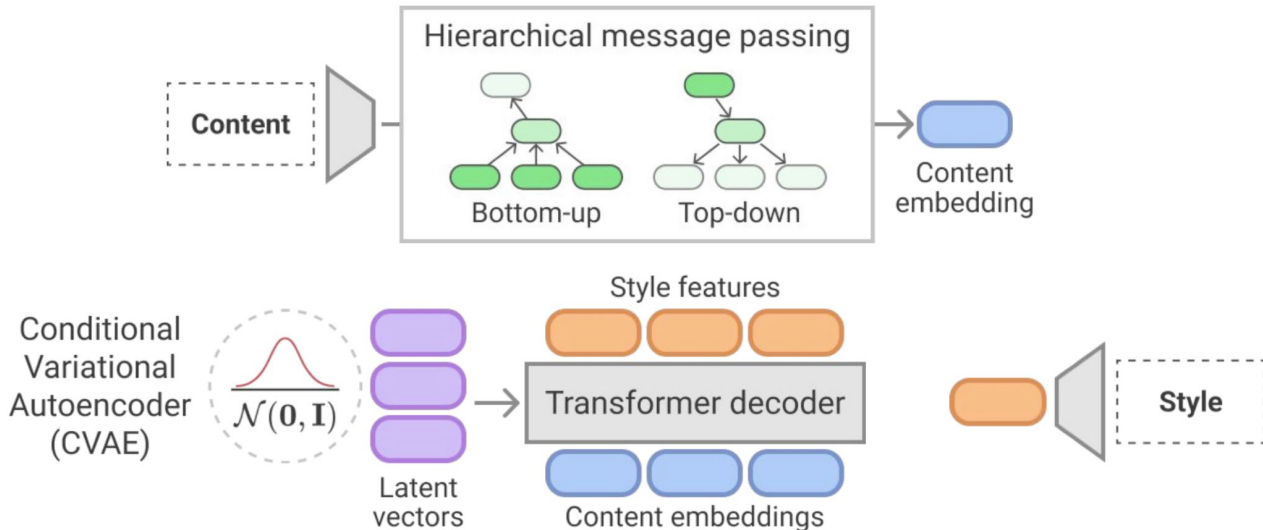 Hierarchical message passing
Content
Bottom-up
Top-down
Content
embedding
Conditional
Variational
Autoencoder
(CVAE)
𝒩(0, I)
Latent
vectors
Style features
Transformer decoder
Content embeddings
Style